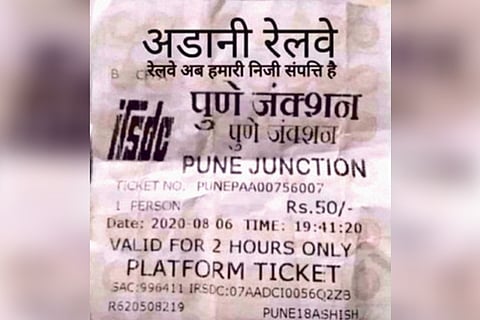 अडानी रेलवे
रेलवे अब हमारी निजी संपत्ति है
irsdc
पुणे जंक्शन
पुणे जंक्शन
PUNE JUNCTION
TICKET NO. PUNEPAA00756007
1 PERSON Rs.50/-
Date: 2020-08-06 TIME: 19:41:20
VALID FOR 2 HOURS ONLY
PLATFORM TICKET
SAC:996411 IRSDC:07AADCI0056Q2ZB
R620508219 PUNE18ASHISH